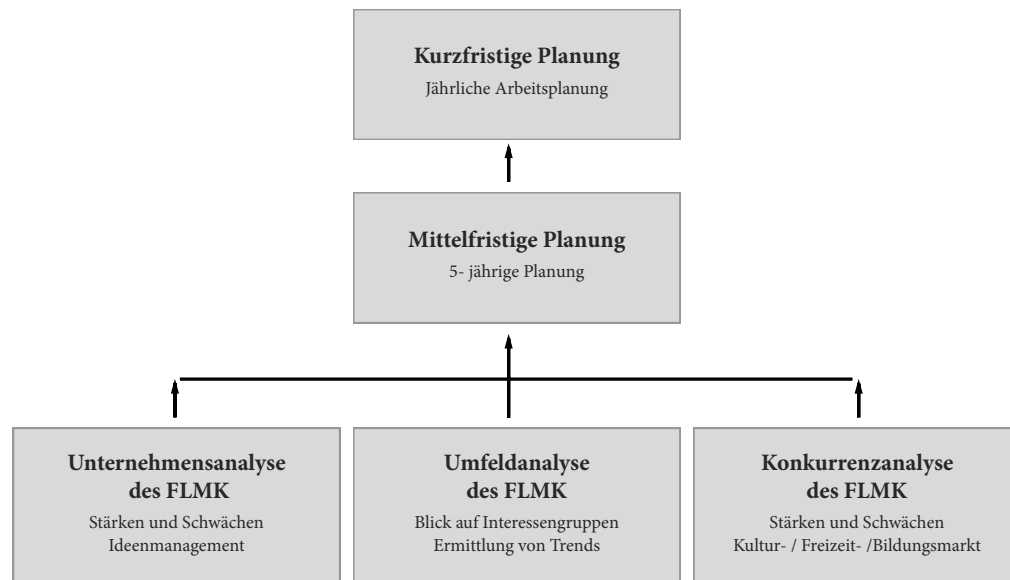 Kurzfristige Planung
Jährliche Arbeitsplanung
Mittelfristige Planung
5- jährige Planung
Unternehmensanalyse
des FLMK
Stärken und Schwächen
Ideenmanagement
Umfeldanalyse
des FLMK
Blick auf Interessengruppen
Ermittlung von Trends
Konkurrenzanalyse
des FLMK
Stärken und Schwächen
Kultur- / Freizeit- /Bildungsmarkt